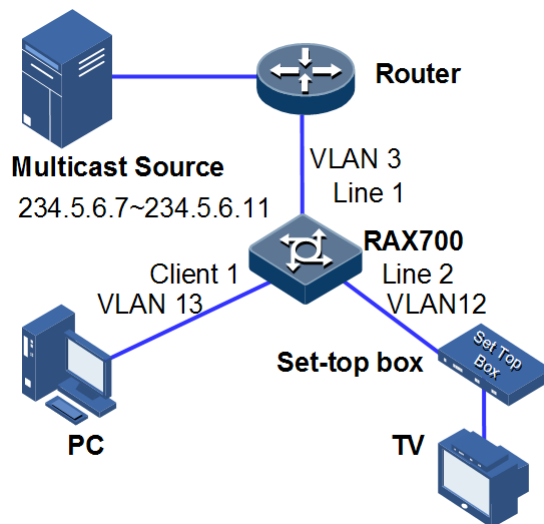 Router
Multicast Source
234.5.6.7~234.5.6.11
VLAN 3
Line 1
RAX700
Client 1
VLAN 13
Line 2
VLAN12
Set-top box
Set Top
Box
PC
TV